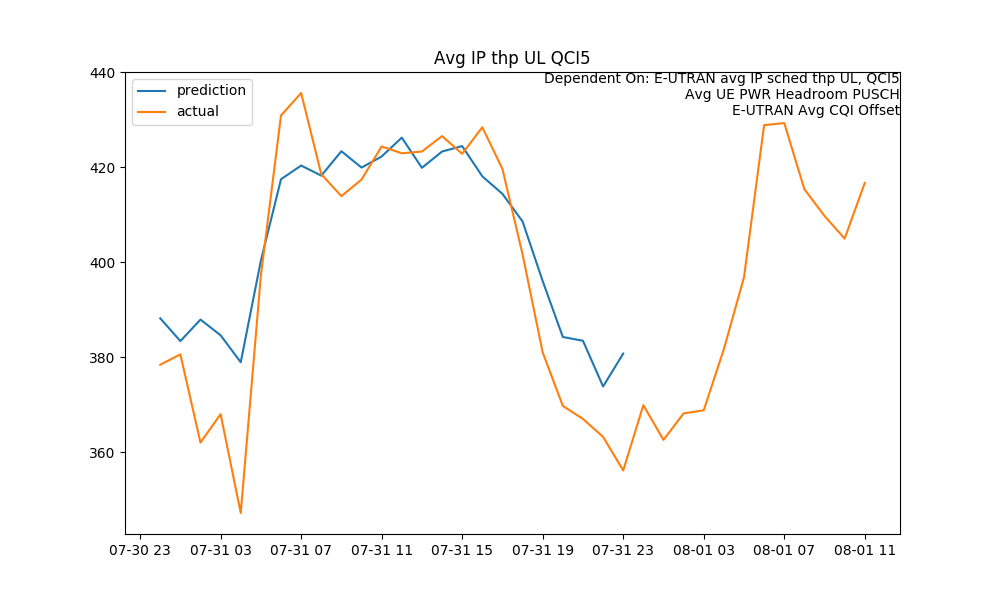 Avg IP thp UL QCI5
440
420
400
380
360
prediction
actual
Dependent On: E-UTRAN avg IP sched thp UL, QCI5
Avg UE PWR Headroom PUSCH
E-UTRAN Avg CQI Offset
07-30 23 07-31 03 07-31 07 07-31 11 07-31 15 07-31 19 07-31 23 08-01 03 08-01 07 08-01 11